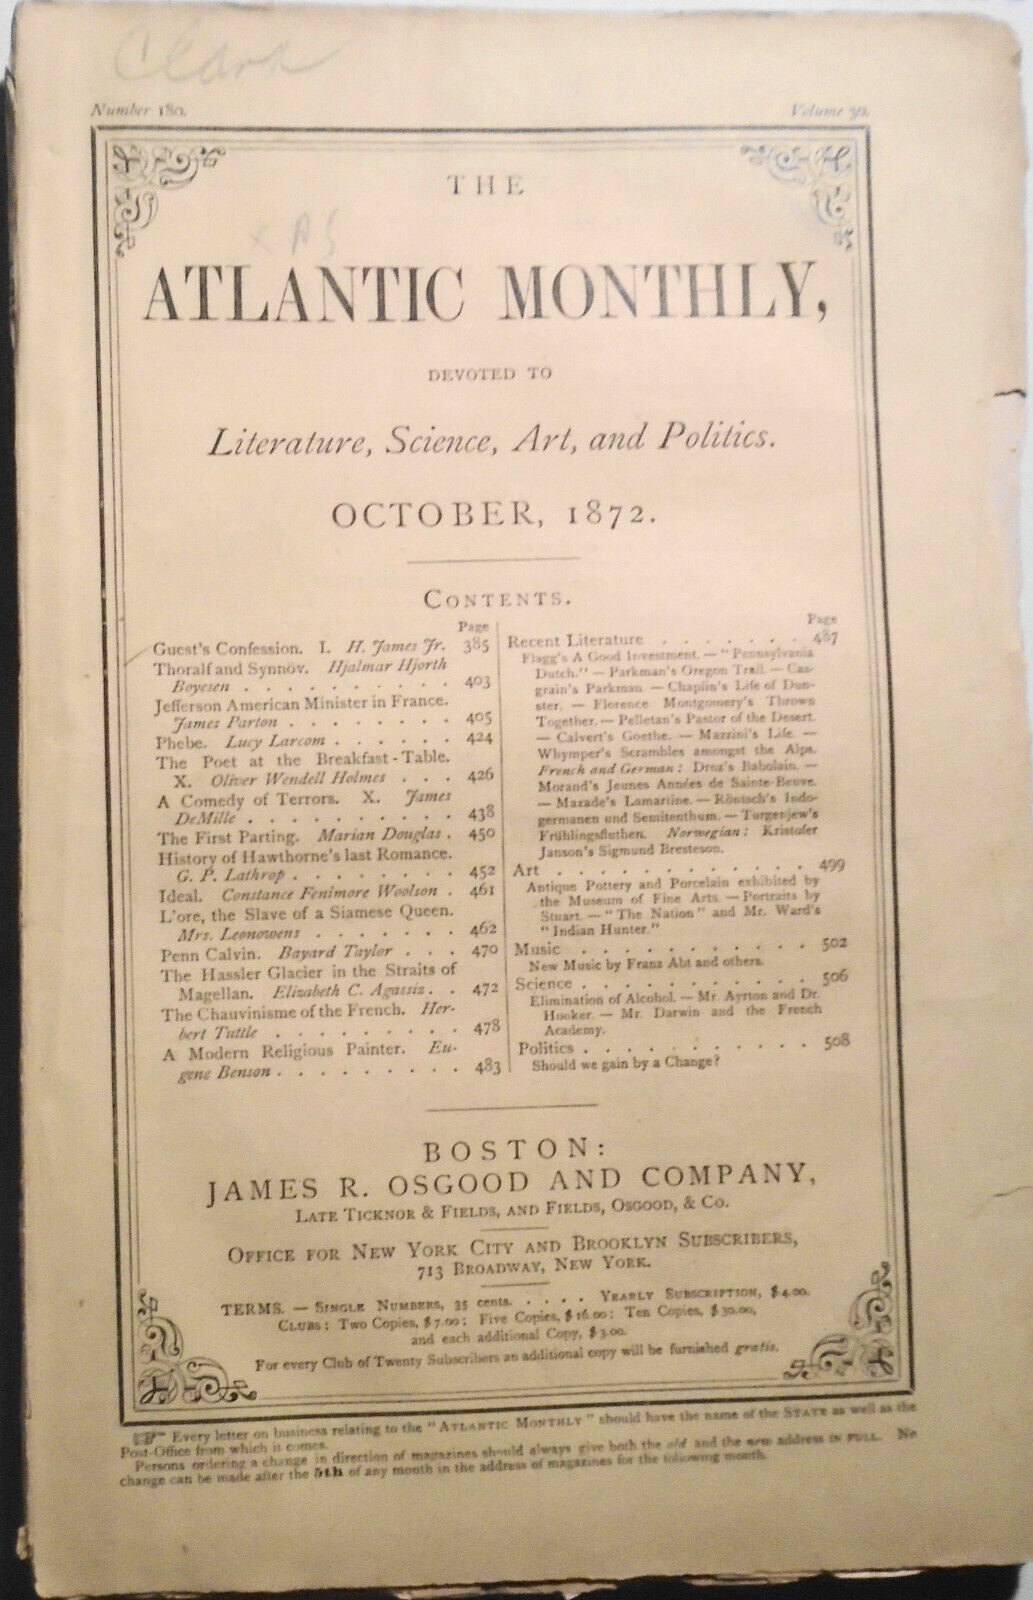 Clara
Number 180.
Volume 30.
THE
x A S
ATLANTIC MONTHLY,
DEVOTED TO
Literature, Science, Art, and Politics.
OCTOBER, 1872.
CONTENTS.
Page
Guest's Confession. I. H. James Jr. 385
Thoralf and Synnöv. Hjalmar Hjorth
Boyesen . . . . . . . . . . 403
Jefferson American Minister in France.
James Parton . . . . . . . . 405
Phebe. Lucy Larcom . . . . . . 424
The Poet at the Breakfast-Table.
X. Oliver Wendell Holmes . . . 426
A Comedy of Terrors. X. James
DeMille . . . . . . . . . . 438
The First Parting. Marian Douglas . 450
History of Hawthorne's last Romance.
G. P. Lathrop . . . . . . . . 452
Ideal. Constance Fenimore Woolson . 461
L'ore, the Slave of a Siamese Queen.
Mrs. Leonowens . . . . . . . 462
Penn Calvin. Bayard Taylor . . . 470
The Hassler Glacier in the Straits of
Magellan. Elizabeth C. Agassiz . . 472
The Chauvinisme of the French. Her-
bert Tuttle . . . . . . . . . 478
A Modern Religious Painter. Eu-
gene Benson . . . . . . . . . 483
Page
Recent Literature . . . . . . . 487
Flagg's A Good Investment. — "Pennsylvania
Dutch." — Parkman's Oregon Trail. — Cas-
grain's Parkman. — Chaplin's Life of Dun-
ster. — Florence Montgomery's Thrown
Together. — Pelletan's Pastor of the Desert.
— Calvert's Goethe. — Mazzini's Life. —
Whymper's Scrambles amongst the Alps.
French and German: Droz's Babolain. —
Morand's Jeunes Années de Sainte-Beuve.
— Mazade's Lamartine. — Röntsch's Indo-
germanen und Semitenthum. — Turgenjew's
Frühlingsfluthen. Norwegian: Kristofer
Janson's Sigmund Bresteson.
Art . . . . . . . . . . . . 499
Antique Pottery and Porcelain exhibited by
the Museum of Fine Arts. — Portraits by
Stuart. — "The Nation" and Mr. Ward's
"Indian Hunter."
Music . . . . . . . . . . . 502
New Music by Franz Abt and others.
Science . . . . . . . . . . . 506
Elimination of Alcohol. — Mr. Ayrton and Dr.
Hooker. — Mr. Darwin and the French
Academy.
Politics . . . . . . . . . . . 508
Should we gain by a Change?
BOSTON:
JAMES R. OSGOOD AND COMPANY,
LATE TICKNOR & FIELDS, AND FIELDS, OSGOOD, & CO.
OFFICE FOR NEW YORK CITY AND BROOKLYN SUBSCRIBERS,
713 BROADWAY, NEW YORK.
TERMS. — SINGLE NUMBERS, 35 cents. . . . . YEARLY SUBSCRIPTION, $4.00.
CLUBS: Two Copies, $7.00; Five Copies, $16.00; Ten Copies, $30.00,
and each additional Copy, $3.00.
For every Club of Twenty Subscribers an additional copy will be furnished gratis.
☞ Every letter on business relating to the "ATLANTIC MONTHLY" should have the name of the STATE as well as the
Post-Office from which it comes.
Persons ordering a change in direction of magazines should always give both the old and the new address IN FULL. No
change can be made after the 5th of any month in the address of magazines for the following month.